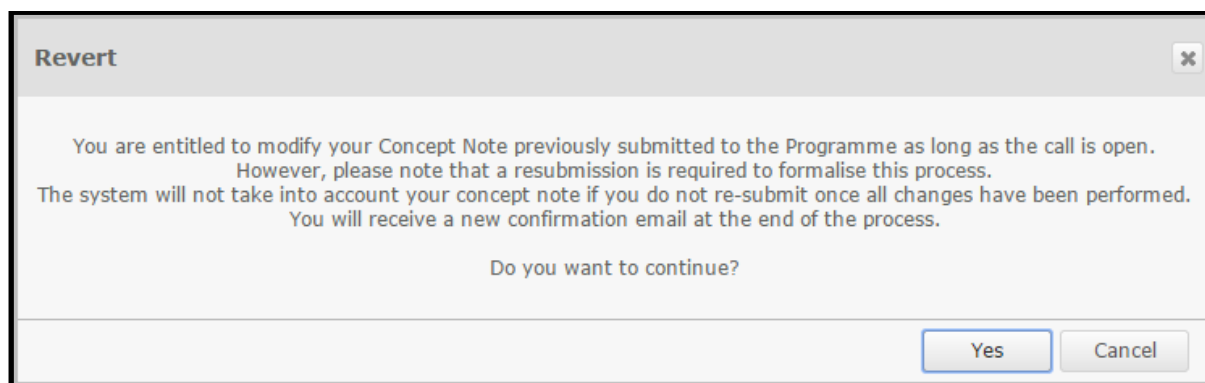 Revert
You are entitled to modify your Concept Note previously submitted to the Programme as long as the call is open.
However, please note that a resubmission is required to formalise this process.
The system will not take into account your concept note if you do not re-submit once all changes have been performed.
You will receive a new confirmation email at the end of the process.
Do you want to continue?
Yes
Cancel